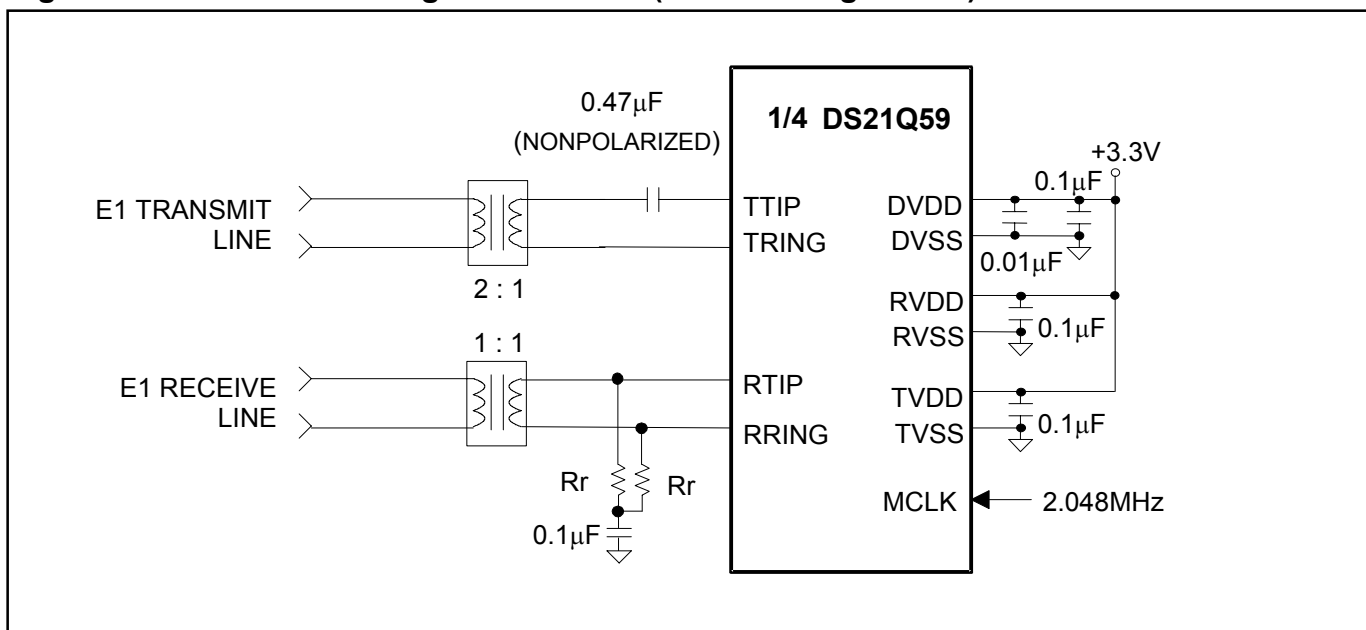 0.47μF
(NONPOLARIZED)
1/4 DS21Q59
+3.3V
0.1μF
E1 TRANSMIT
LINE
TTIP
TRING
2 : 1
DVDD
DVSS
0.01μF
RVDD
RVSS
0.1μF
1 : 1
E1 RECEIVE
LINE
RTIP
RRING
TVDD
TVSS
0.1μF
Rr
Rr
0.1μF
MCLK
2.048MHz